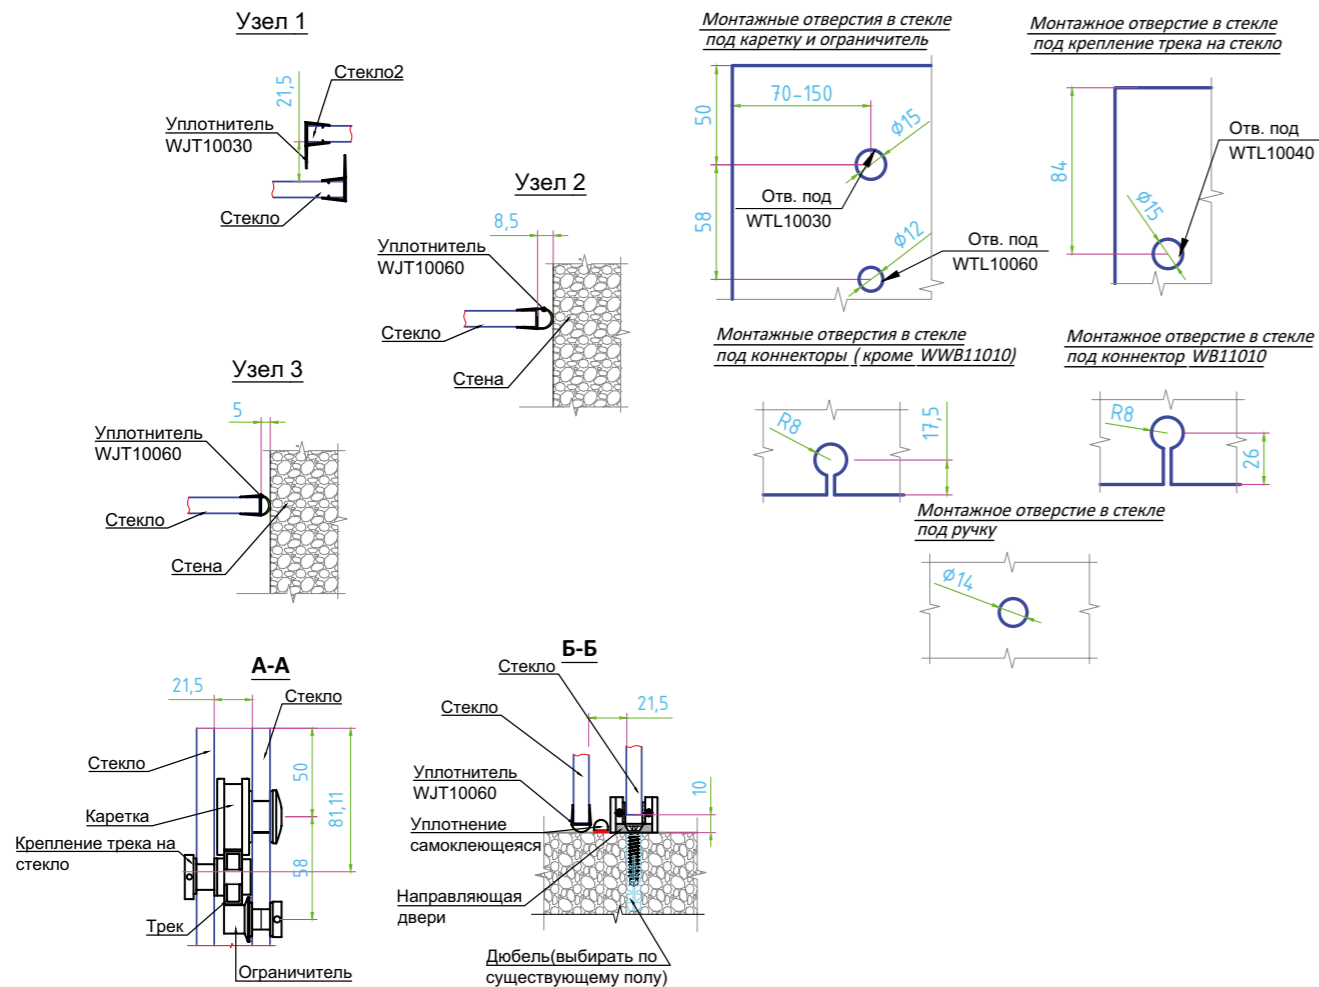 Узел 1
Стекло2
21,5
Уплотнитель
WJT10030
Стекло
Узел 2
8,5
Уплотнитель
WJT10060
Стекло
Стена
Узел 3
5
Уплотнитель
WJT10060
Стекло
Стена
Монтажные отверстия в стекле
под каретку и ограничитель
70-150
50
58
Ø15
Отв. под
WTL10030
Ø12
Отв. под
WTL10060
Монтажное отверстие в стекле
под крепление трека на стекло
84
Ø15
Отв. под
WTL10040
Монтажные отверстия в стекле
под коннекторы (кроме WWB11010)
R8
17,5
Монтажное отверстие в стекле
под коннектор WB11010
R8
26
Монтажное отверстие в стекле
под ручку
Ø14
А-А
21,5
Стекло
Стекло
50
81,11
58
Каретка
Крепление трека на
стекло
Трек
Ограничитель
Б-Б
Стекло
21,5
Стекло
10
Уплотнитель
WJT10060
Уплотнение
самоклеющеяся
Направляющая
двери
Дюбель(выбирать по
существующему полу)